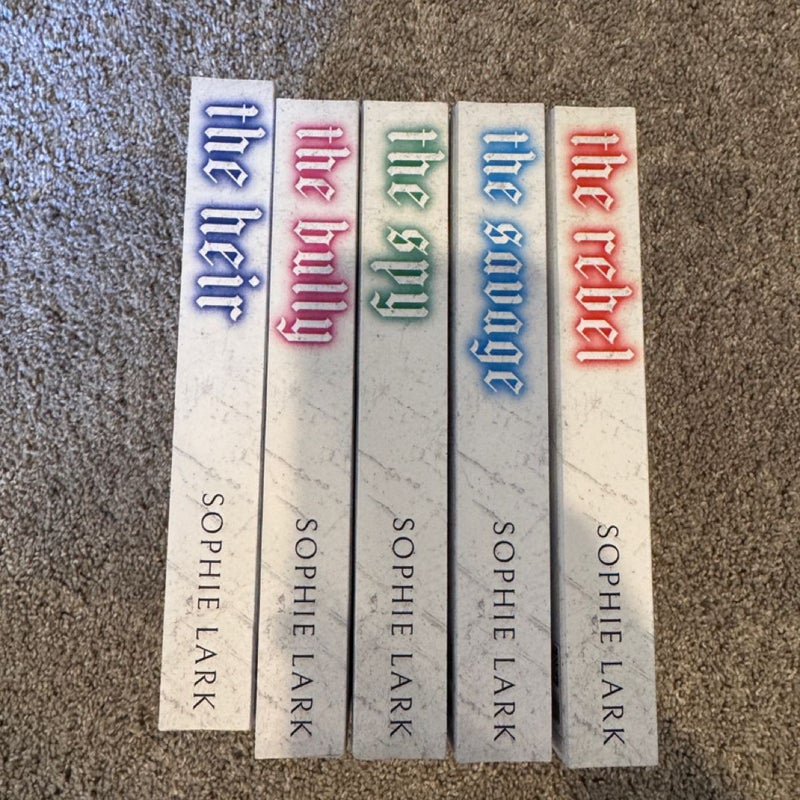 the heir
SOPHIE LARK
the bully
SOPHIE LARK
the spy
SOPHIE LARK
the savage
SOPHIE LARK
the rebel
SOPHIE LARK